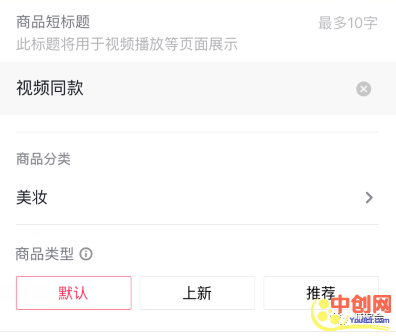 商品短标题
最多10字
此标题将用于视频播放等页面展示
视频同款
商品分类
美妆
商品类型
默认
上新
推荐
中创网